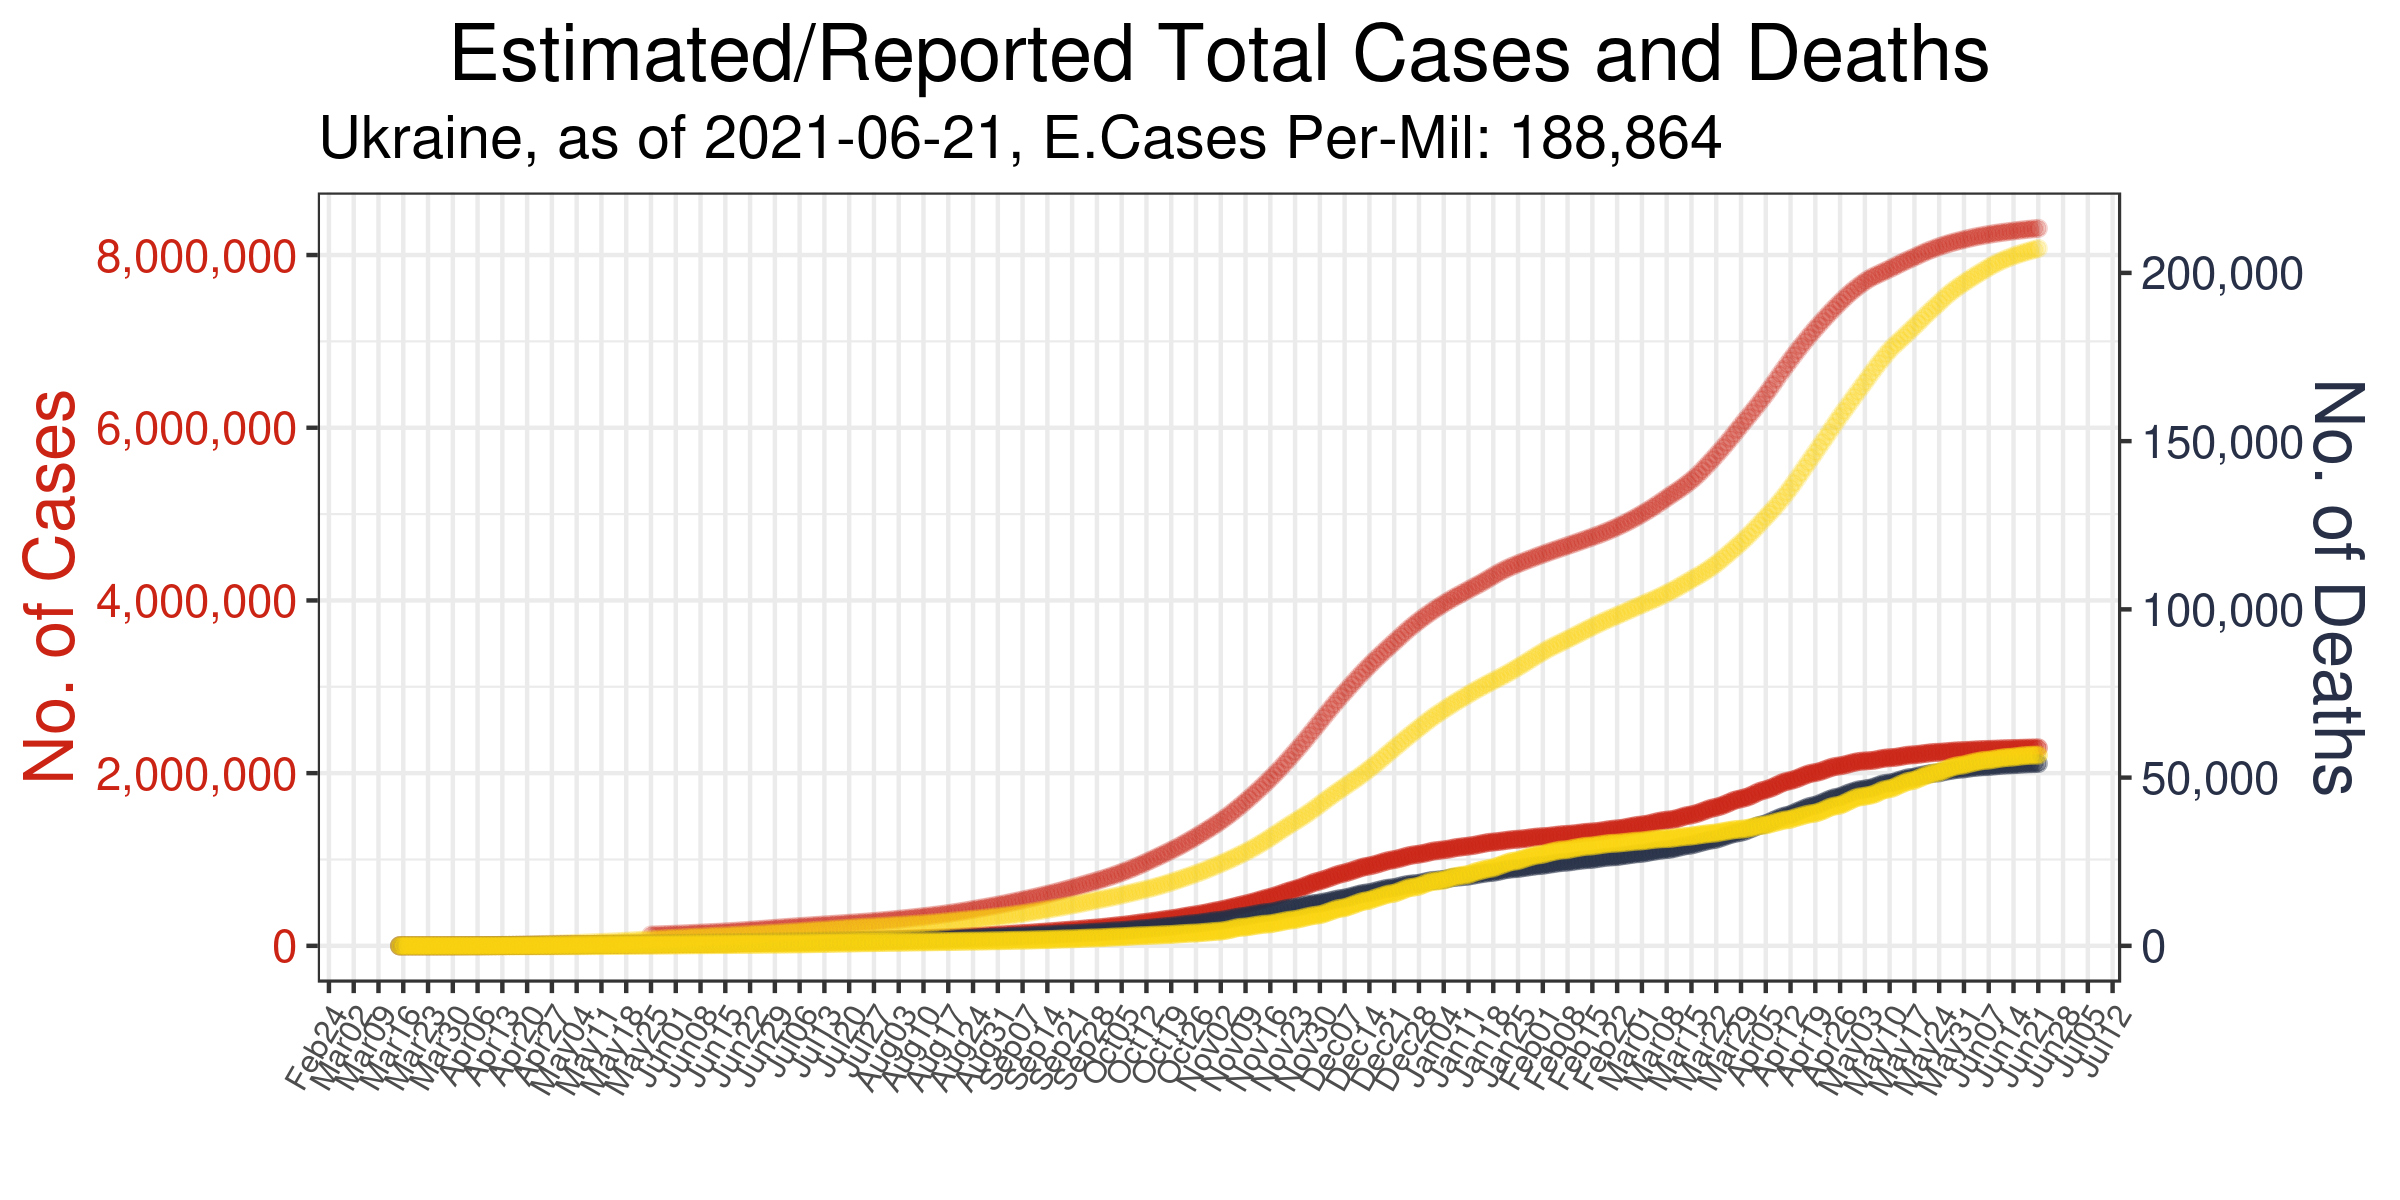 Estimated/Reported Total Cases and Deaths
Ukraine, as of 2021-06-21, E.Cases Per-Mil: 188,864
No. of Cases
8,000,000
6,000,000
4,000,000
2,000,000
0
200,000
150,000
100,000
50,000
0
No. of Deaths
Feb24
Mar02
Mar09
Mar16
Mar23
Mar30
Apr06
Apr13
Apr20
Apr27
May04
May11
May18
May25
Jun01
Jun08
Jun15
Jun22
Jun29
Jul06
Jul13
Jul20
Jul27
Aug03
Aug10
Aug17
Aug24
Aug31
Sep07
Sep14
Sep21
Sep28
Oct05
Oct12
Oct19
Oct26
Nov02
Nov09
Nov16
Nov23
Nov30
Dec07
Dec14
Dec21
Dec28
Jan04
Jan11
Jan18
Jan25
Feb01
Feb08
Feb15
Feb22
Mar01
Mar08
Mar15
Mar22
Mar29
Apr05
Apr12
Apr19
Apr26
May03
May10
May17
May24
May31
Jun07
Jun14
Jun21
Jun28
Jul05
Jul12